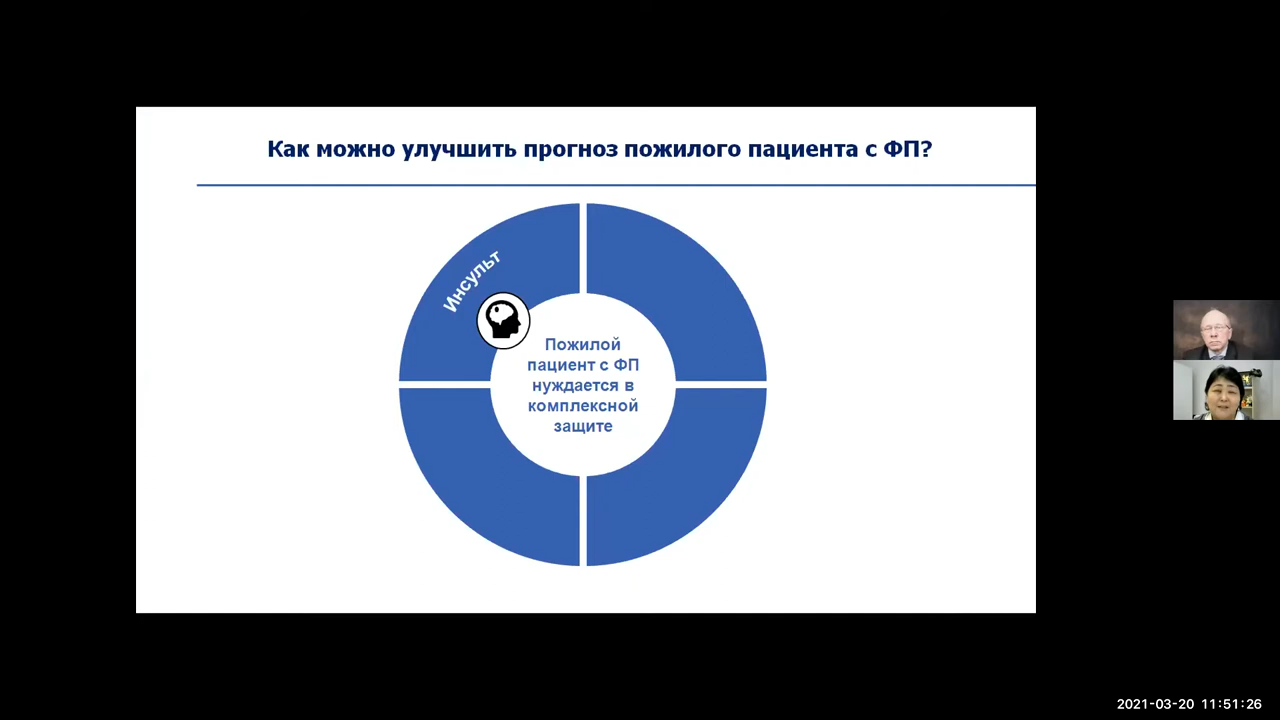 Как можно улучшить прогноз пожилого пациента с ФП?
Инсульт
Пожилой
пациент с ФП
нуждается в
комплексной
защите
2021-03-20 11:51:26